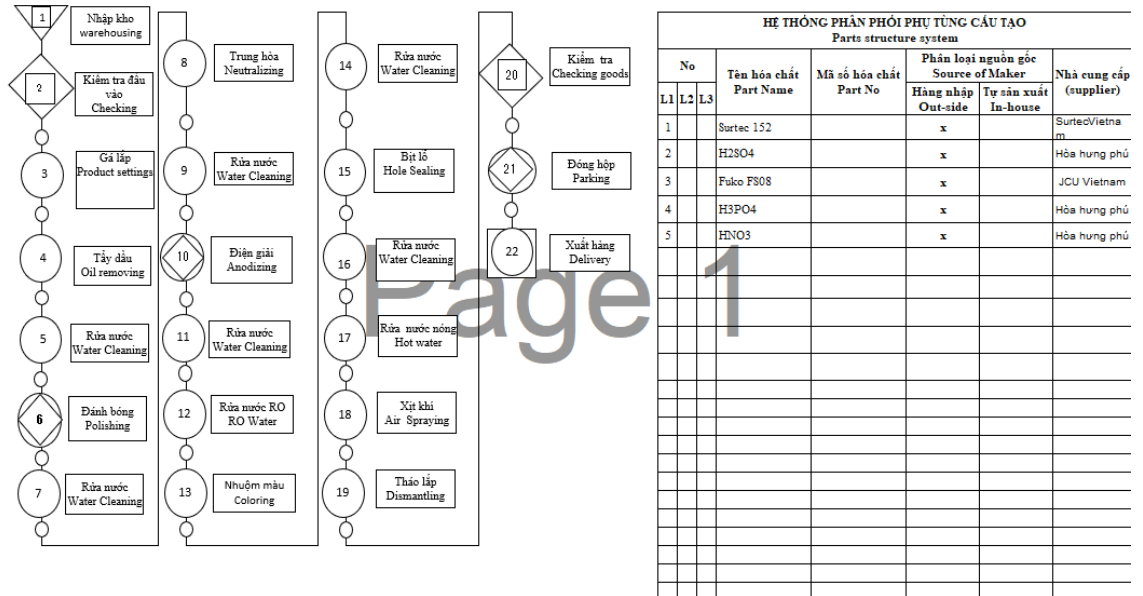 1
Nhập kho
warehousing
2
Kiểm tra đầu
vào
Checking
3
Gá lắp
Product settings
4
Tẩy dầu
Oil removing
5
Rửa nước
Water Cleaning
6
Đánh bóng
Polishing
7
Rửa nước
Water Cleaning
8
Trung hòa
Neutralizing
9
Rửa nước
Water Cleaning
10
Điện giải
Anodizing
11
Rửa nước
Water Cleaning
12
Rửa nước RO
RO Water
13
Nhuộm màu
Coloring
14
Rửa nước
Water Cleaning
15
Bịt lỗ
Hole Sealing
16
Rửa nước
Water Cleaning
17
Rửa nước nóng
Hot water
18
Xịt khí
Air Spraying
19
Tháo lắp
Dismantling
20
Kiểm tra
Checking goods
21
Đóng hộp
Parking
22
Xuất hàng
Delivery
Page 1
HỆ THỐNG PHÂN PHỐI PHỤ TÙNG CẤU TẠO
Parts structure system
No
L1 L2 L3
Tên hóa chất
Part Name
Mã số hóa chất
Part No
Phân loại nguồn gốc
Source of Maker
Hàng nhập
Out-side
Tự sản xuất
In-house
Nhà cung cấp
(supplier)
1 Surtec 152 x SurtecVietna
m
2 H2SO4 x Hòa hưng phú
3 Fuko FS08 x JCU Vietnam
4 H3PO4 x Hòa hưng phú
5 HNO3 x Hòa hưng phú